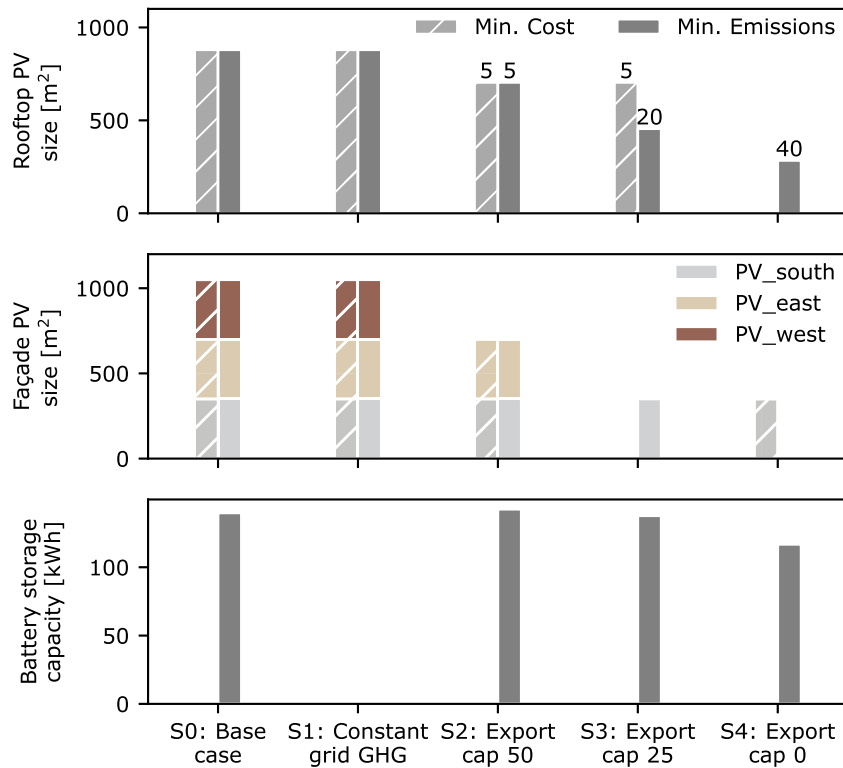 Rooftop PV
size [m²]
1000
500
0
Min. Cost
Min. Emissions
5 5
5
20
40
Façade PV
size [m²]
1000
500
0
PV_south
PV_east
PV_west
Battery storage
capacity [kWh]
100
50
0
S0: Base
case
S1: Constant
grid GHG
S2: Export
cap 50
S3: Export
cap 25
S4: Export
cap 0